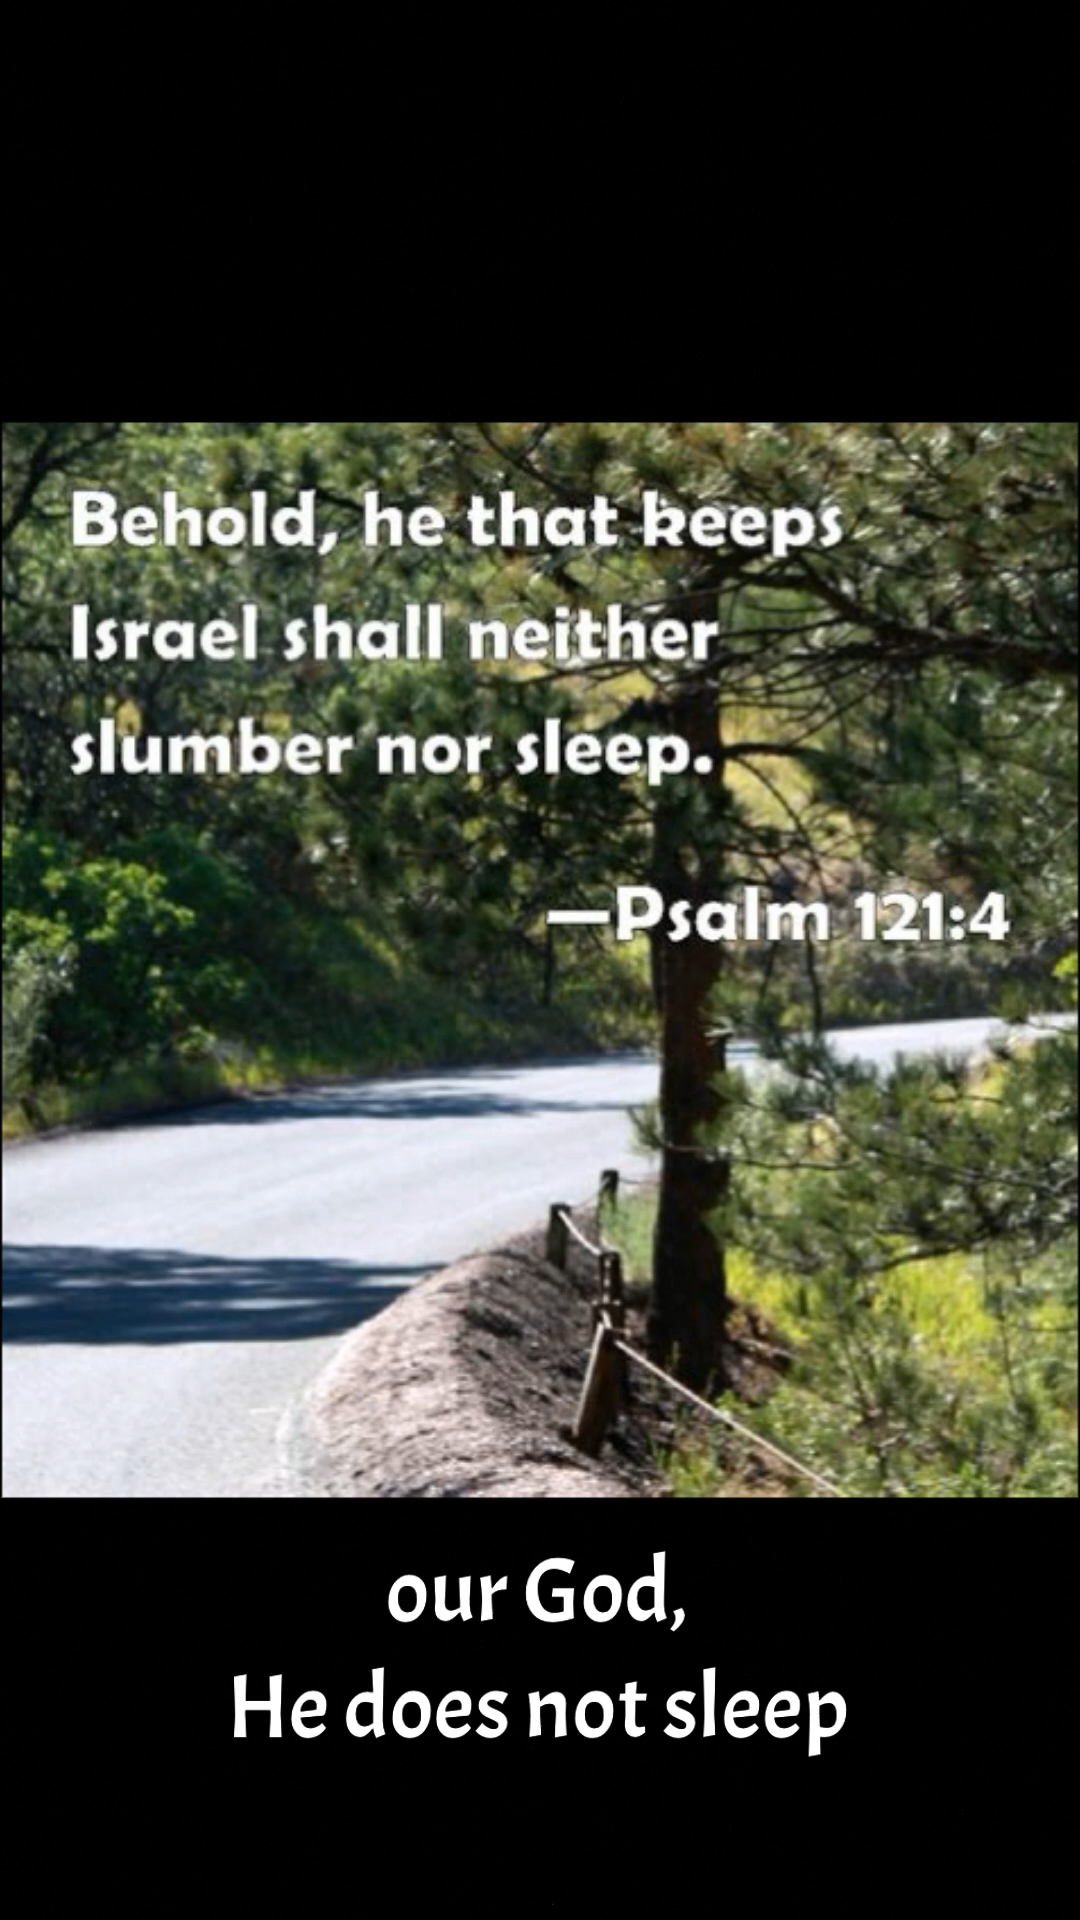 Behold, he that keeps
Israel shall neither
slumber nor sleep.
—Psalm 121:4
our God,
He does not sleep